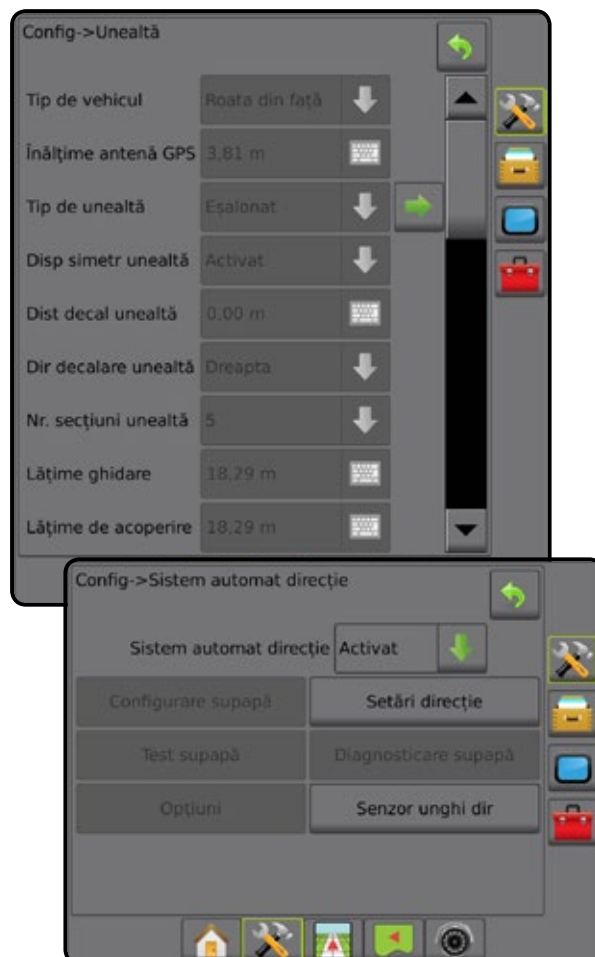 Config->Unealtă
Tip de vehicul Roata din față
Înălțime antenă GPS 3,81 m
Tip de unealtă Eșalonat
Disp simetr unealtă Activat
Dist decal unealtă 0,00 m
Dir decalare unealtă Dreapta
Nr. secțiuni unealtă 5
Lățime ghidare 18,29 m
Lățime de acoperire 18,29 m
Config->Sistem automat direcție
Sistem automat direcție Activat
Configurare supapă Setări direcție
Test supapă Diagnosticare supapă
Opțiuni Senzor unghi dir